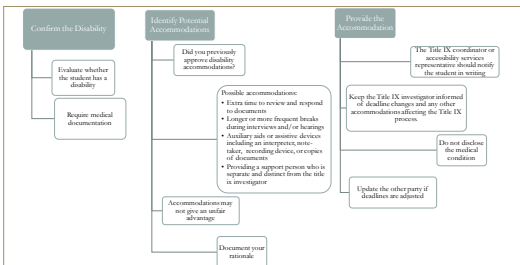 Confirm the Disability
Evaluate whether
the student has a
disability
Require medical
documentation
Identify Potential
Accommodations
Did you previously
approve disability
accommodations?
Possible accommodations:
• Extra time to review and respond
to documents
• Longer or more frequent breaks
during interviews and/or hearings
• Auxiliary aids or assistive devices
including an interpreter, note-
taker, recording device, or copies
of documents
• Providing a support person who is
separate and distinct from the title
ix investigator
Accommodations may
not give an unfair
advantage
Document your
rationale
Provide the
Accommodation
The Title IX coordinator or
accessibility services
representative should notify
the student in writing
Keep the Title IX investigator informed
of deadline changes and any other
accommodations affecting the Title IX
process.
Do not disclose
the medical
condition
Update the other party if
deadlines are adjusted